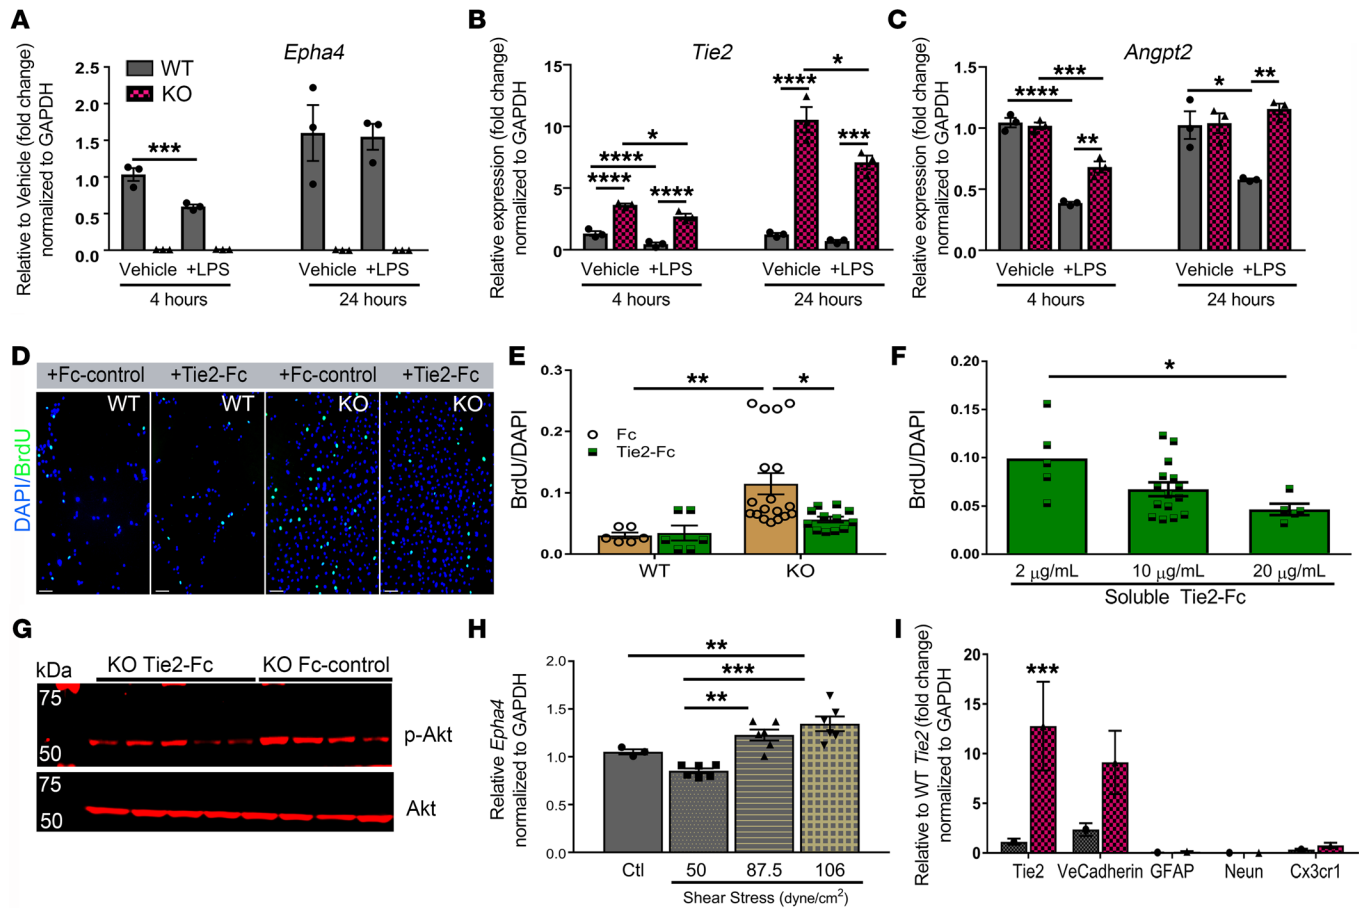 A
Epha4
Relative to Vehicle (fold change)
normalized to GAPDH)
2.5
2.0
1.5
1.0
0.5
0.0
WT
KO
***
Vehicle +LPS
4 hours
Vehicle +LPS
24 hours
B
Tie2
Relative expression (fold change)
normalized to GAPDH)
15
10
5
0
****
****
*
****
****
*
***
Vehicle +LPS
4 hours
Vehicle +LPS
24 hours
C
Angpt2
Relative expression (fold change)
normalized to GAPDH)
1.5
1.0
0.5
0.0
****
***
**
*
**
Vehicle +LPS
4 hours
Vehicle +LPS
24 hours
D
+Fc-control +Tie2-Fc +Fc-control +Tie2-Fc
WT WT KO KO
DAPI/BrdU
E
BrdU/DAPI
0.3
0.2
0.1
0.0
** *
Fc
Tie2-Fc
WT KO
F
BrdU/DAPI
0.20
0.15
0.10
0.05
0.00
*
2 μg/mL 10 μg/mL 20 μg/mL
Soluble Tie2-Fc
G
kDa KO Tie2-Fc KO Fc-control
75
50
p-Akt
75
50
Akt
H
Relative Epha4
normalized to GAPDH)
2.0
1.5
1.0
0.5
0.0
**
***
**
Ctl 50 87.5 106
Shear Stress (dyne/cm²)
I
Relative to WT Tie2 (fold change)
normalized to GAPDH)
20
15
10
5
0
***
Tie2 VeCadherin GFAP Neun Cx3cr1